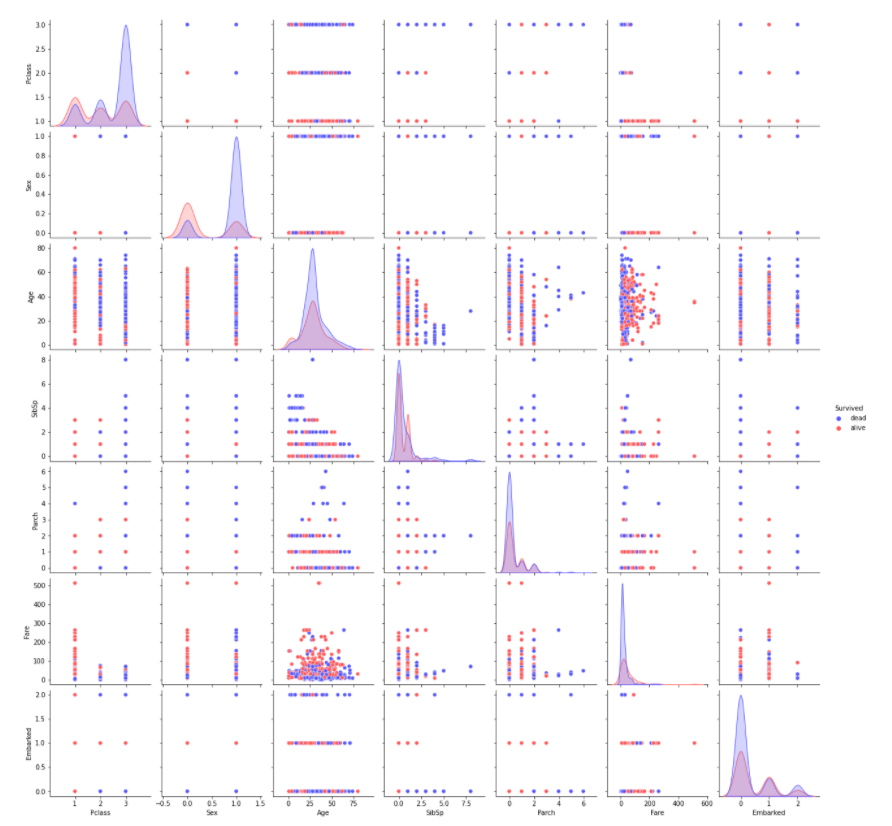 3.0
2.5
2.0
1.5
1.0
Pclass
1.0
0.8
0.6
0.4
0.2
0.0
Sex
80
60
40
20
0
Age
8
6
4
2
0
SibSp
Survived
dead
alive
6
5
4
3
2
1
0
Parch
500
400
300
200
100
0
Fare
2.0
1.5
1.0
0.5
0.0
Embarked
1 2 3
−0.5 0.0 0.5 1.0 1.5
0 25 50 75 100
0.0 2.5 5.0 7.5
0 2 4 6
0 200 400 600
0 1 2
Pclass Sex Age SibSp Parch Fare Embarked